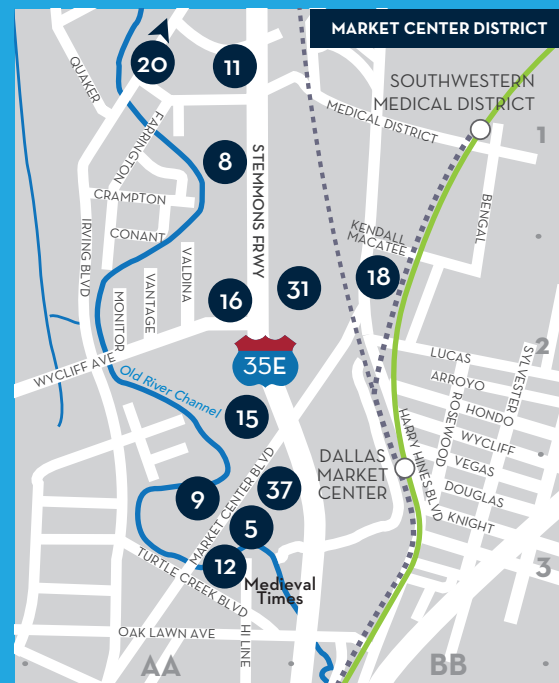 MARKET CENTER DISTRICT
20
11
QUAKER
SOUTHWESTERN
MEDICAL DISTRICT
MEDICAL DISTRICT
1
FARRINGTON
8
STEMMONS FRWY
CRAMPTON
BENGAL
CONANT
IRVING BLVD
VALDINA
KENDALL
MACATEE
18
VANTAGE
MONITOR
16
31
2
WYCLIFF AVE
35E
LUCAS
SYLVESTER
Old River Channel
ARROYO
ROSEWOOD
HONDO
15
WYCLIFF
HARRY HINES BLVD
VEGAS
DALLAS
MARKET
CENTER
DOUGLAS
KNIGHT
MARKET CENTER BLVD
37
9
5
12
3
TURTLE CREEK BLVD
Medieval
Times
OAK LAWN AVE
HI LINE
AA
BB